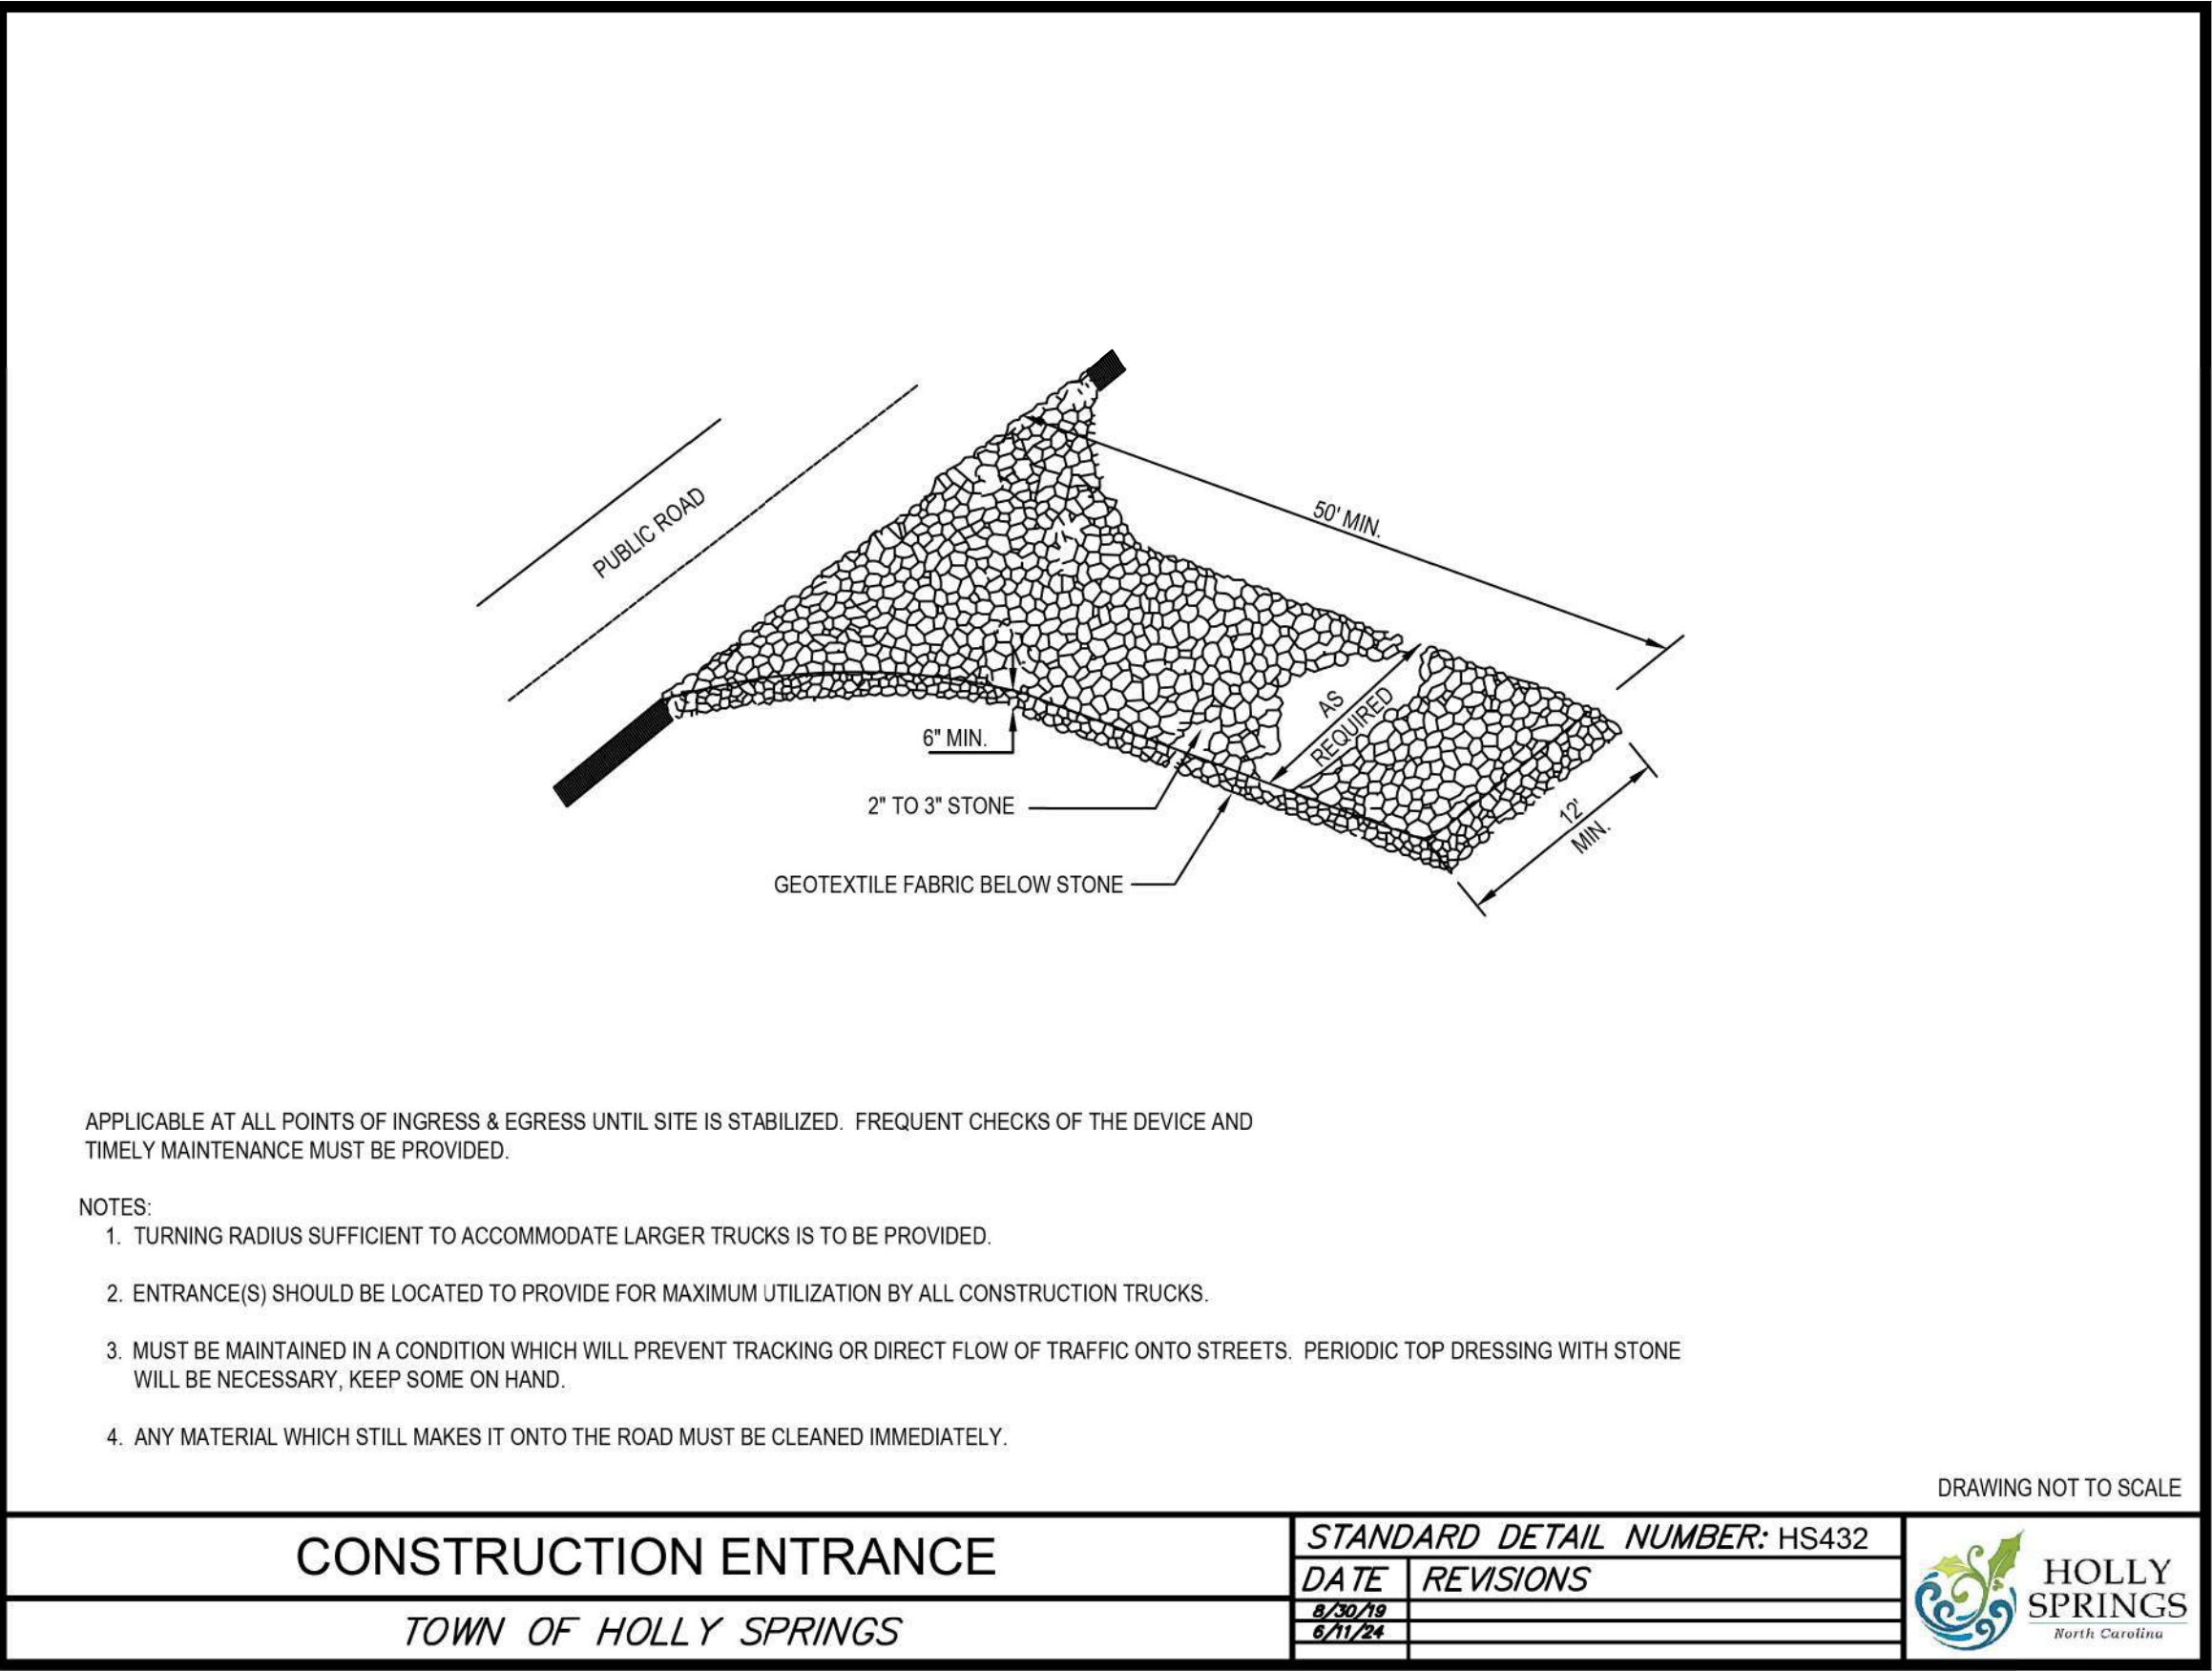 PUBLIC ROAD
50' MIN.
AS
REQUIRED
6" MIN.
2" TO 3" STONE
12'
MIN.
GEOTEXTILE FABRIC BELOW STONE
APPLICABLE AT ALL POINTS OF INGRESS & EGRESS UNTIL SITE IS STABILIZED. FREQUENT CHECKS OF THE DEVICE AND
TIMELY MAINTENANCE MUST BE PROVIDED.
NOTES:
1. TURNING RADIUS SUFFICIENT TO ACCOMMODATE LARGER TRUCKS IS TO BE PROVIDED.
2. ENTRANCE(S) SHOULD BE LOCATED TO PROVIDE FOR MAXIMUM UTILIZATION BY ALL CONSTRUCTION TRUCKS.
3. MUST BE MAINTAINED IN A CONDITION WHICH WILL PREVENT TRACKING OR DIRECT FLOW OF TRAFFIC ONTO STREETS. PERIODIC TOP DRESSING WITH STONE
WILL BE NECESSARY, KEEP SOME ON HAND.
4. ANY MATERIAL WHICH STILL MAKES IT ONTO THE ROAD MUST BE CLEANED IMMEDIATELY.
DRAWING NOT TO SCALE
CONSTRUCTION ENTRANCE
TOWN OF HOLLY SPRINGS
STANDARD DETAIL NUMBER: HS432
DATE REVISIONS
8/30/19
6/11/24
HOLLY
SPRINGS
North Carolina